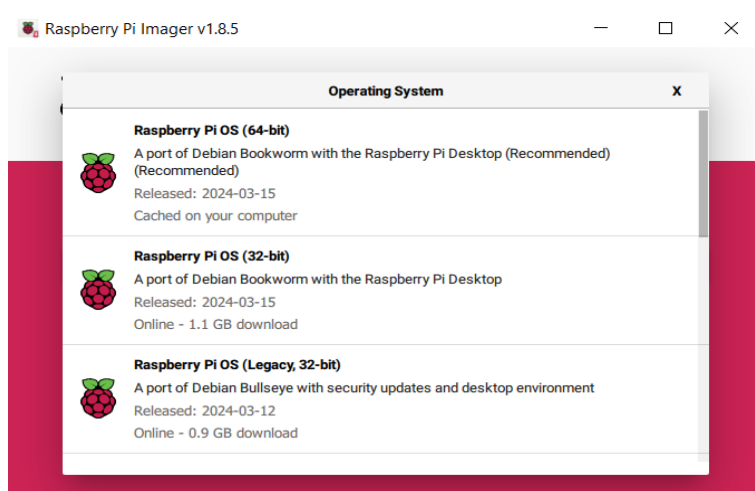 Raspberry Pi Imager v1.8.5
Operating System
X
Raspberry Pi OS (64-bit)
A port of Debian Bookworm with the Raspberry Pi Desktop (Recommended)
(Recommended)
Released: 2024-03-15
Cached on your computer
Raspberry Pi OS (32-bit)
A port of Debian Bookworm with the Raspberry Pi Desktop
Released: 2024-03-15
Online - 1.1 GB download
Raspberry Pi OS (Legacy, 32-bit)
A port of Debian Bullseye with security updates and desktop environment
Released: 2024-03-12
Online - 0.9 GB download